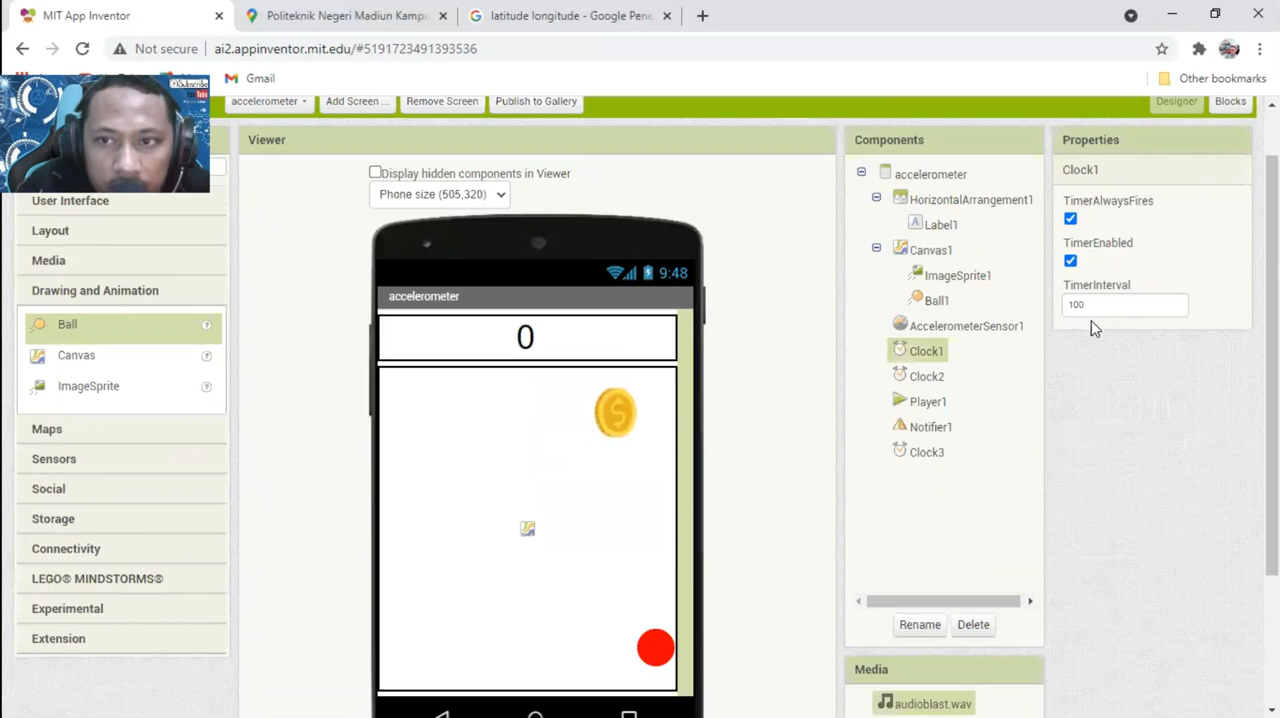 MIT App Inventor
Politeknik Negeri Madiun Kampu
latitude longitude - Google Pene
Not secure
ai2.appinventor.mit.edu/#5191723491393536
Gmail
Other bookmarks
Subscribe
accelerometer
Add Screen ...
Remove Screen
Publish to Gallery
Designer
Blocks
Viewer
Components
Properties
Display hidden components in Viewer
Phone size (505,320)
User Interface
Layout
Media
Drawing and Animation
Ball
Canvas
ImageSprite
Maps
Sensors
Social
Storage
Connectivity
LEGO® MINDSTORMS®
Experimental
Extension
9:48
accelerometer
0
$
accelerometer
HorizontalArrangement1
Label1
Canvas1
ImageSprite1
Ball1
AccelerometerSensor1
Clock1
Clock2
Player1
Notifier1
Clock3
Rename
Delete
Media
audioblast.wav
Clock1
TimerAlwaysFires
TimerEnabled
TimerInterval
100